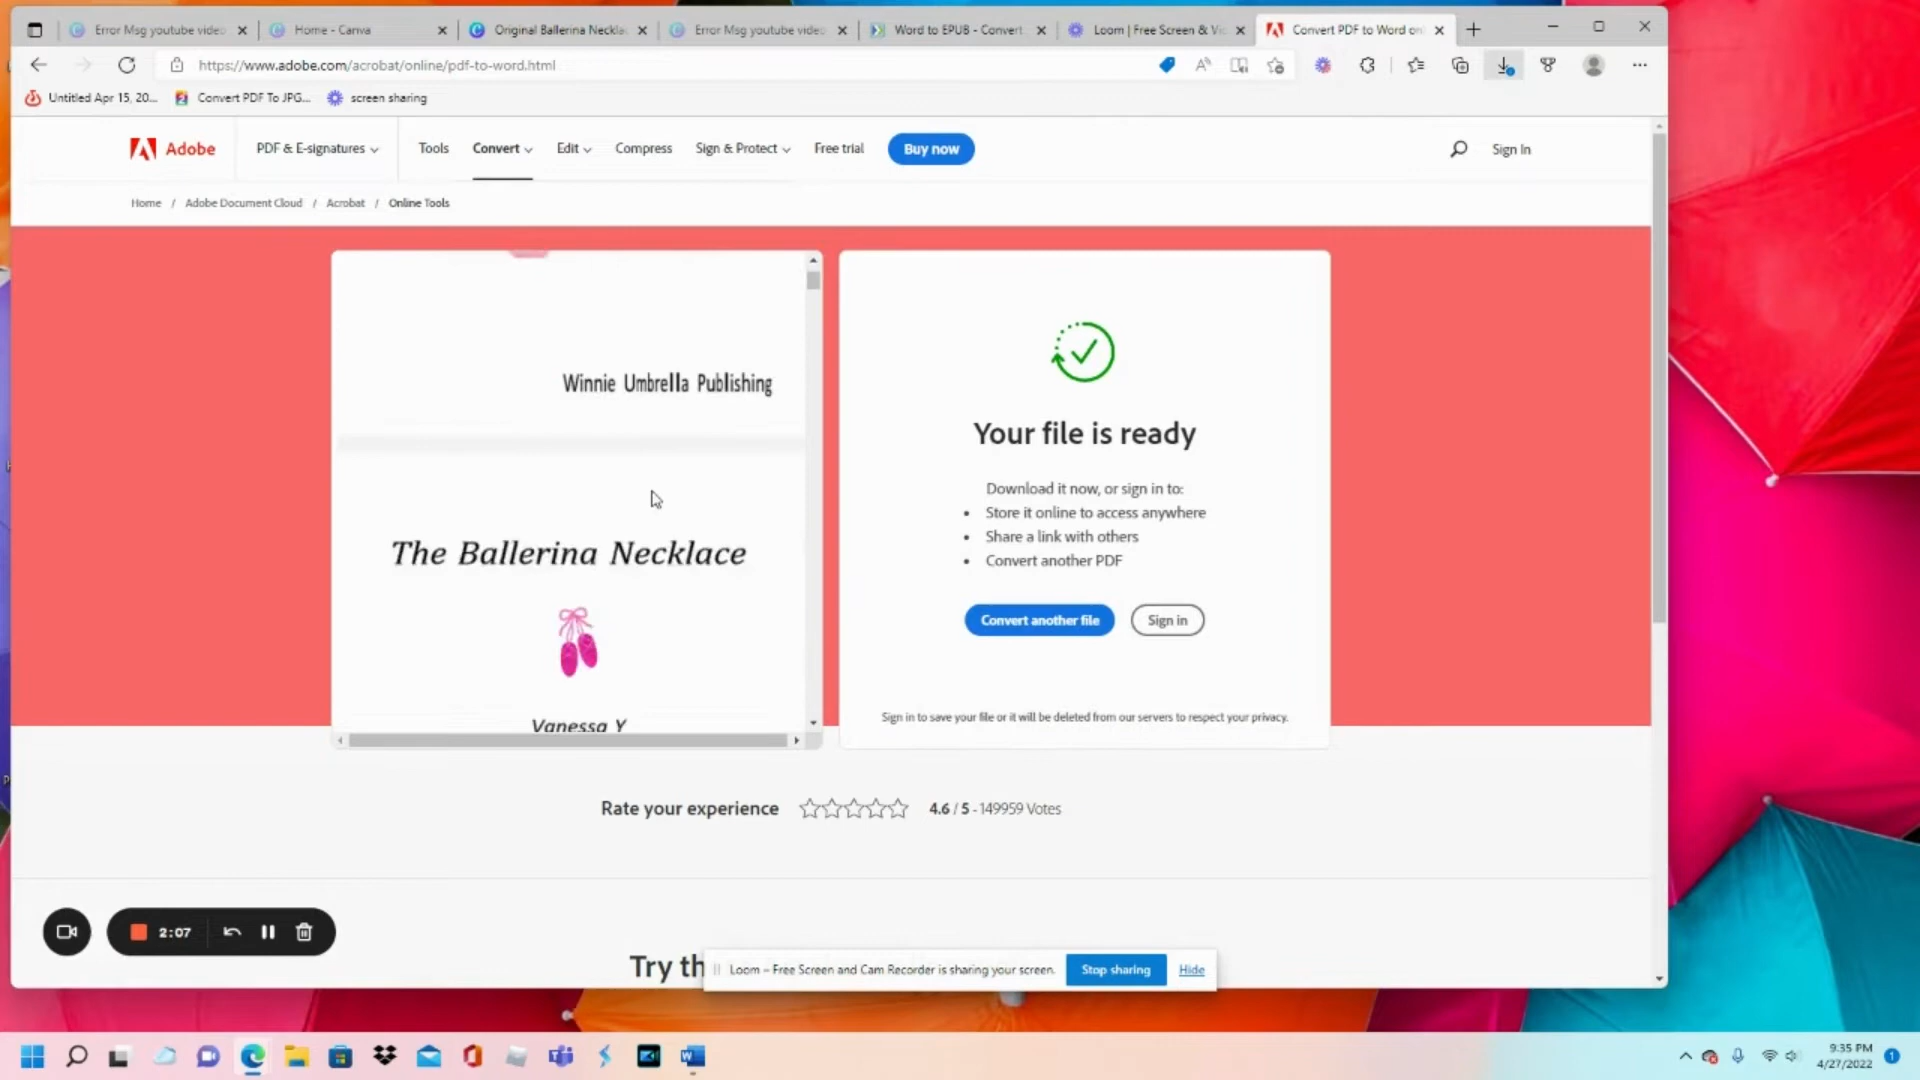 Error Msg youtube video
Home - Canva
Original Ballerina Neckla
Error Msg youtube video
Word to EPUB - Convert
Loom | Free Screen & Vi
Convert PDF to Word on
https://www.adobe.com/acrobat/online/pdf-to-word.html
Untitled Apr 15, 20...
Convert PDF To JPG...
screen sharing
Adobe
PDF & E-signatures
Tools
Convert
Edit
Compress
Sign & Protect
Free trial
Buy now
Sign In
Home / Adobe Document Cloud / Acrobat / Online Tools
Winnie Umbrella Publishing
The Ballerina Necklace
Vanessa Y
Your file is ready
Download it now, or sign in to:
• Store it online to access anywhere
• Share a link with others
• Convert another PDF
Convert another file
Sign in
Sign in to save your file or it will be deleted from our servers to respect your privacy.
Rate your experience
4.6 / 5 - 149959 Votes
2:07
Try th
Loom – Free Screen and Cam Recorder is sharing your screen.
Stop sharing
Hide
9:35 PM
4/27/2022
1